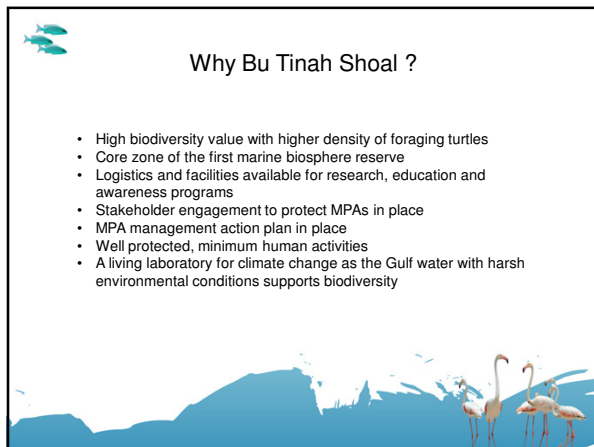 Why Bu Tinah Shoal ?
• High biodiversity value with higher density of foraging turtles
• Core zone of the first marine biosphere reserve
• Logistics and facilities available for research, education and
awareness programs
• Stakeholder engagement to protect MPAs in place
• MPA management action plan in place
• Well protected, minimum human activities
• A living laboratory for climate change as the Gulf water with harsh
environmental conditions supports biodiversity